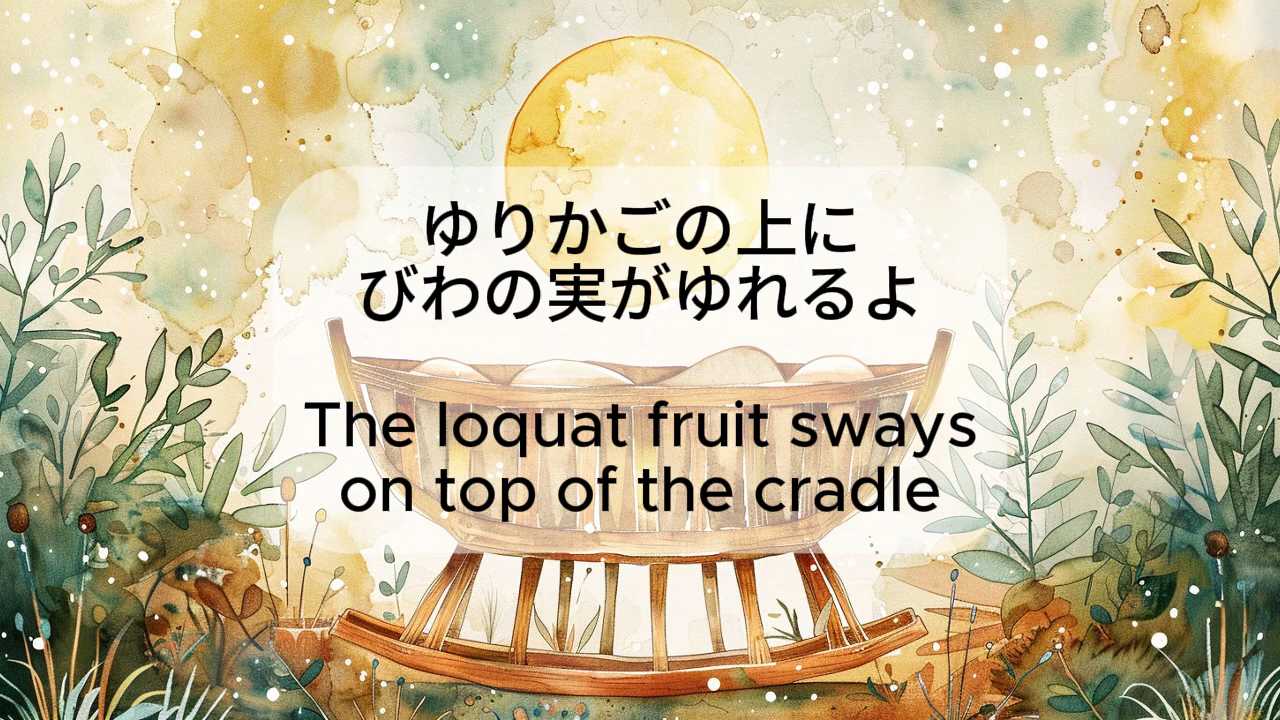 ゆりかごの上に
びわの実がゆれるよ
The loquat fruit sways
on top of the cradle